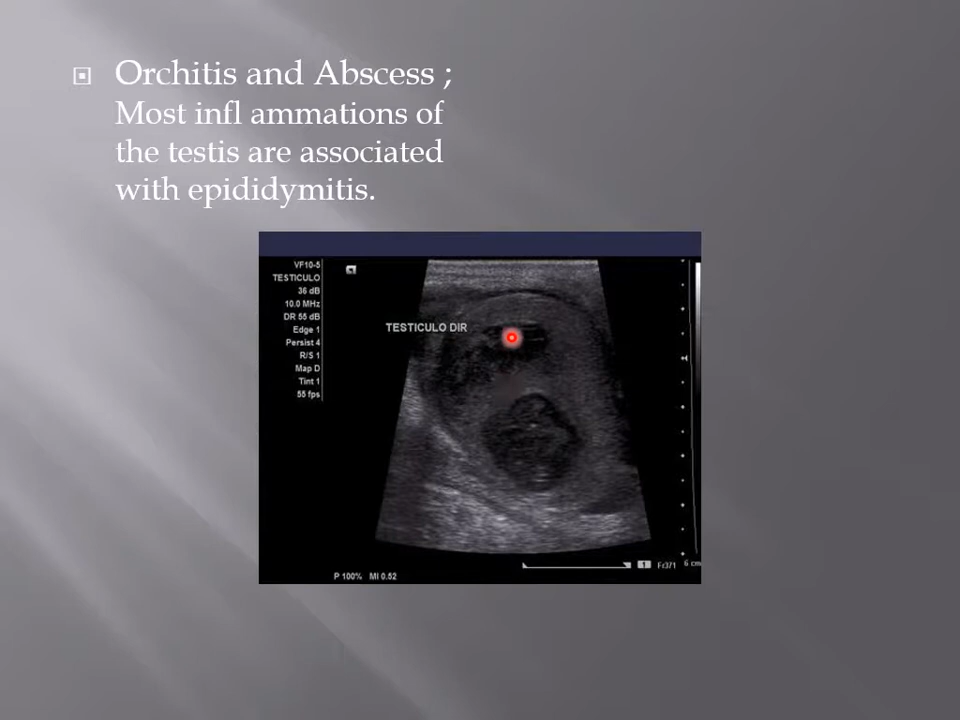 Orchitis and Abscess ;
Most infl ammations of
the testis are associated
with epididymitis.
VF10-5
TESTICULO
36 dB
10.0 MHz
DR 55 dB
Edge 1
Persist 4
R/S 1
Map D
Tint 1
55 fps
TESTICULO DIR
1 Fr371 6 cm
P 100% MI 0.52